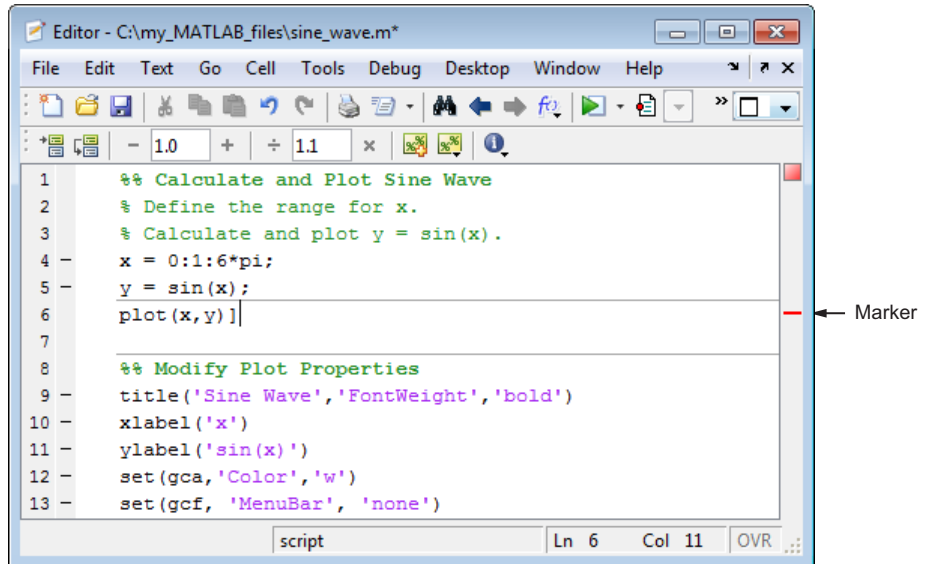 Editor - C:\my_MATLAB_files\sine_wave.m*
File Edit Text Go Cell Tools Debug Desktop Window Help
- 1.0 + ÷ 1.1 ×
1 %% Calculate and Plot Sine Wave
2 % Define the range for x.
3 % Calculate and plot y = sin(x).
4 – x = 0:1:6*pi;
5 – y = sin(x);
6 plot(x,y)]
Marker
7
8 %% Modify Plot Properties
9 – title('Sine Wave','FontWeight','bold')
10 – xlabel('x')
11 – ylabel('sin(x)')
12 – set(gca,'Color','w')
13 – set(gcf, 'MenuBar', 'none')
script Ln 6 Col 11 OVR